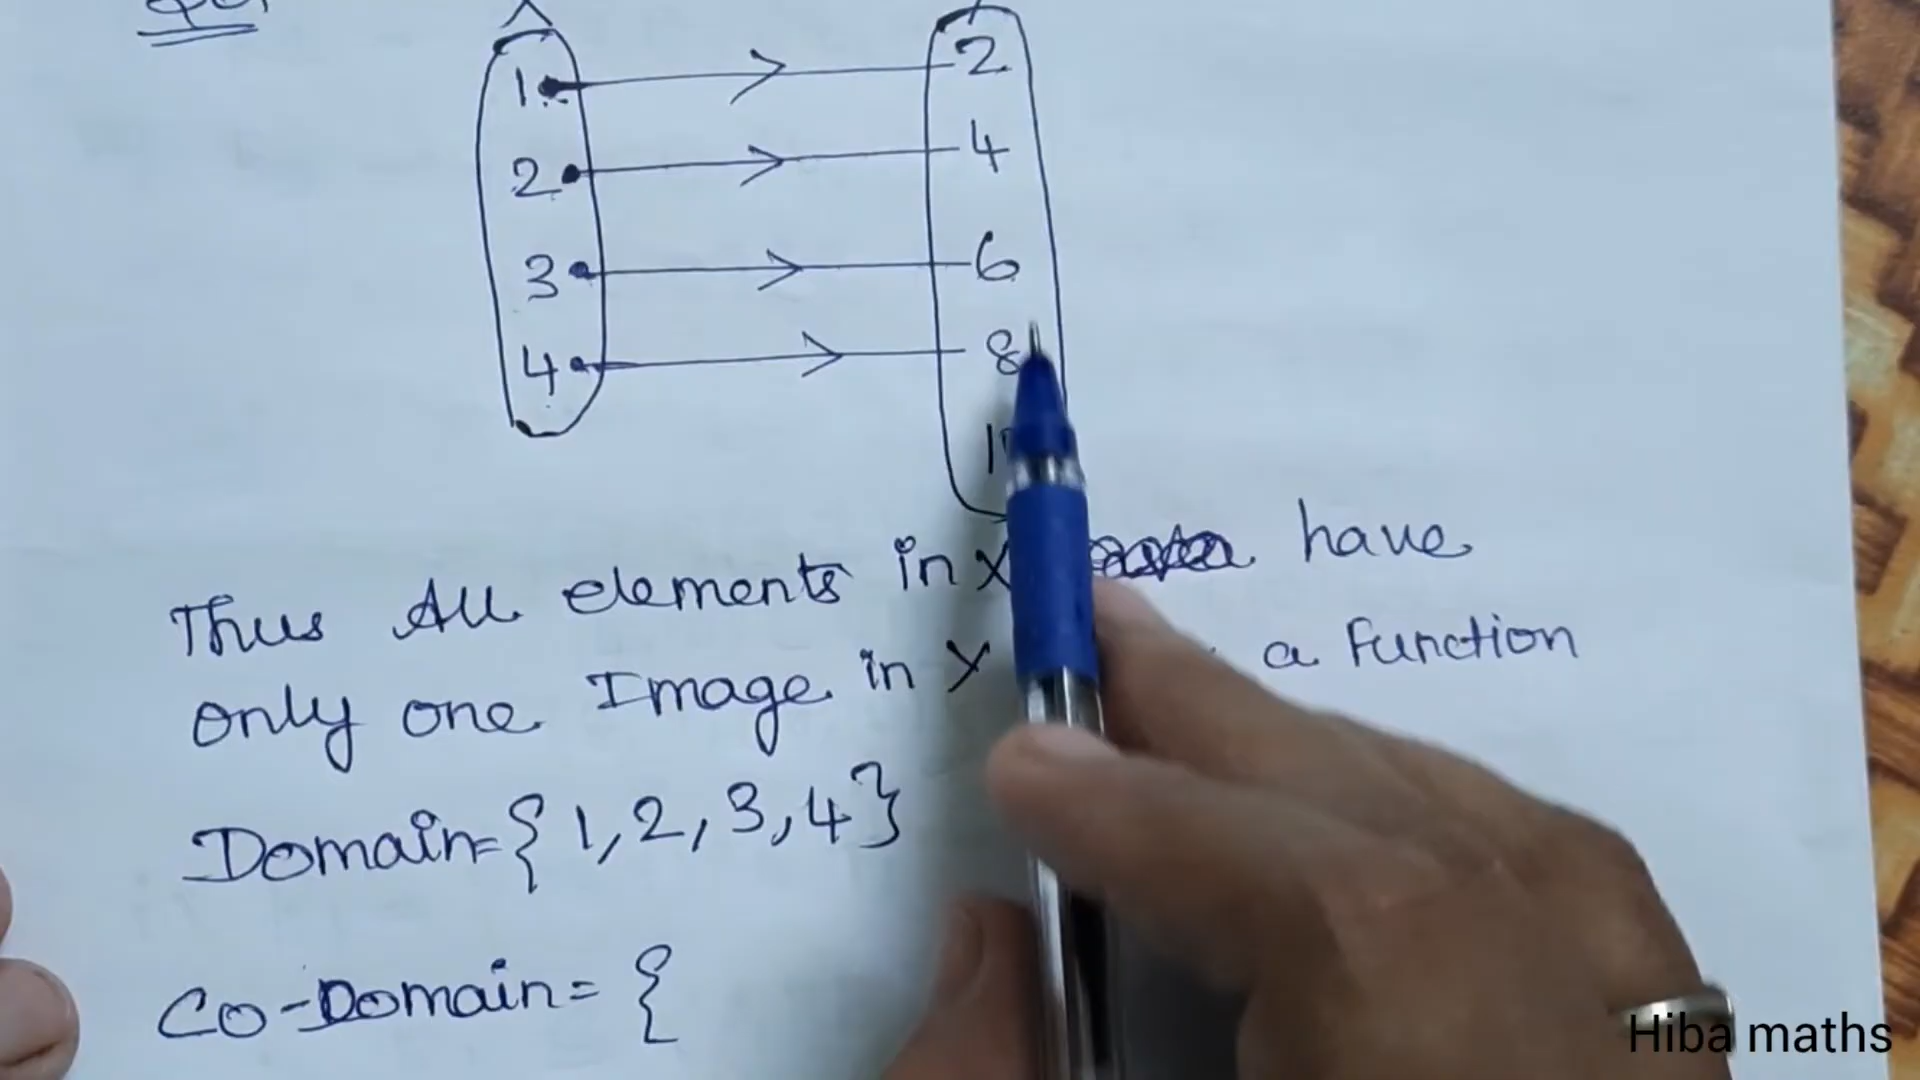 1 2
2 4
3 6
4 8
Thus All elements in X have
only one Image in Y a Function
Domain={1,2,3,4}
Co-Domain= {
Hiba maths